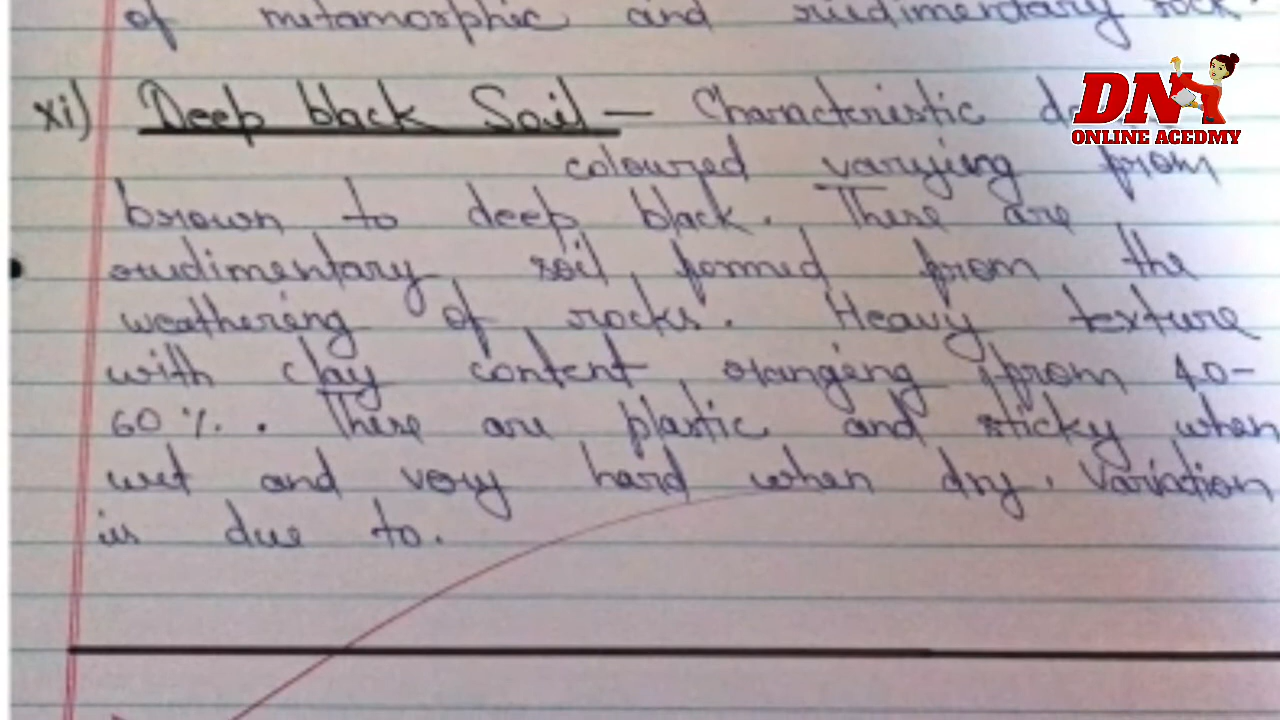 of metamorphic and rudimentary rock.
xi) Deep black Soil - Characteristic
coloured varying from
brown to deep black. These are
rudimentary soil formed from the
weathering of rocks. Heavy texture
with clay content ranging from 40-
60%. These are plastic and sticky when
wet and very hard when dry. Variation
is due to.
DN
ONLINE ACEDMY